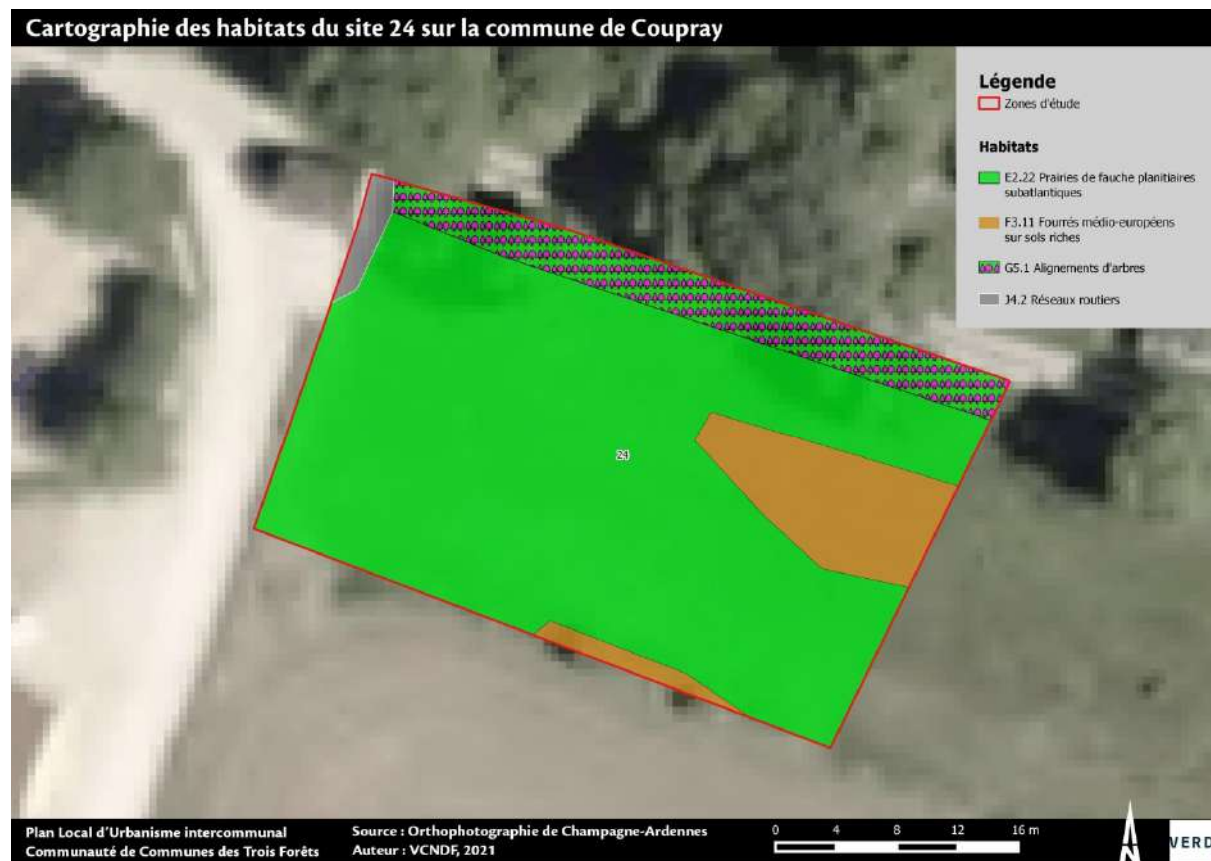 Cartographie des habitats du site 24 sur la commune de Coupray
Légende
Zones d'étude
Habitats
E2.22 Prairies de fauche planitiaires
subatlantiques
F3.11 Fourrés médio-européens
sur sols riches
G5.1 Alignements d'arbres
J4.2 Réseaux routiers
24
Plan Local d'Urbanisme intercommunal
Communauté de Communes des Trois Forêts
Source : Orthophotographie de Champagne-Ardennes
Auteur : VCNDF, 2021
0 4 8 12 16 m
N
VERD